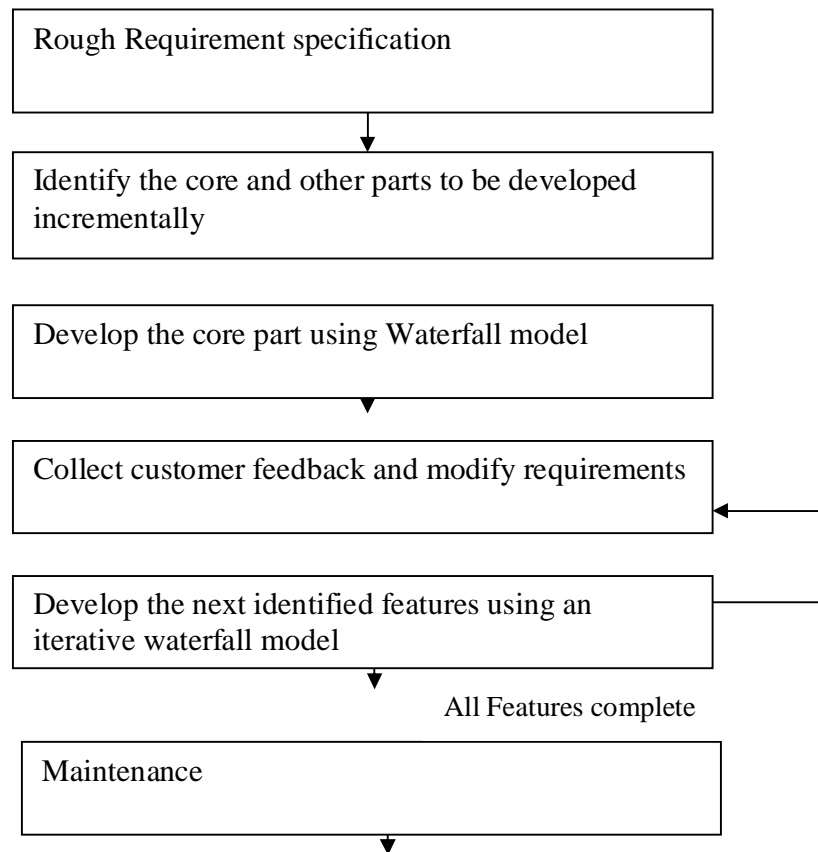 Rough Requirement specification
Identify the core and other parts to be developed
incrementally
Develop the core part using Waterfall model
Collect customer feedback and modify requirements
Develop the next identified features using an
iterative waterfall model
All Features complete
Maintenance